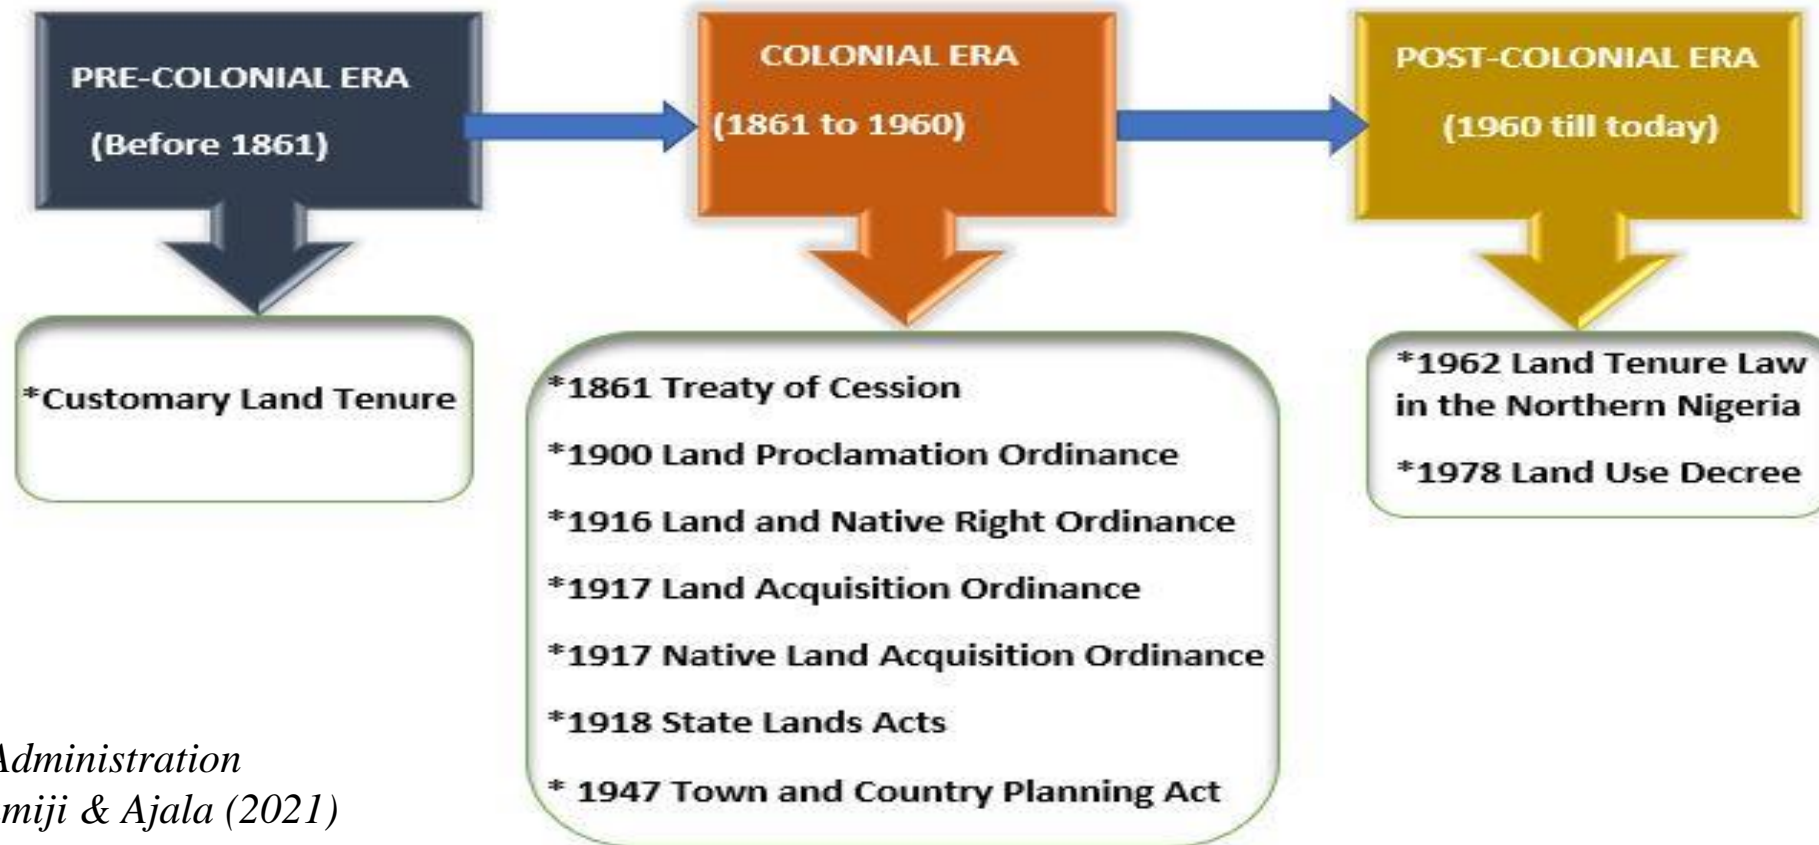 PRE-COLONIAL ERA
(Before 1861)
COLONIAL ERA
(1861 to 1960)
POST-COLONIAL ERA
(1960 till today)
*Customary Land Tenure
*1861 Treaty of Cession
*1900 Land Proclamation Ordinance
*1916 Land and Native Right Ordinance
*1917 Land Acquisition Ordinance
*1917 Native Land Acquisition Ordinance
*1918 State Lands Acts
* 1947 Town and Country Planning Act
*1962 Land Tenure Law
in the Northern Nigeria
*1978 Land Use Decree
Administration
& Ajala (2021)